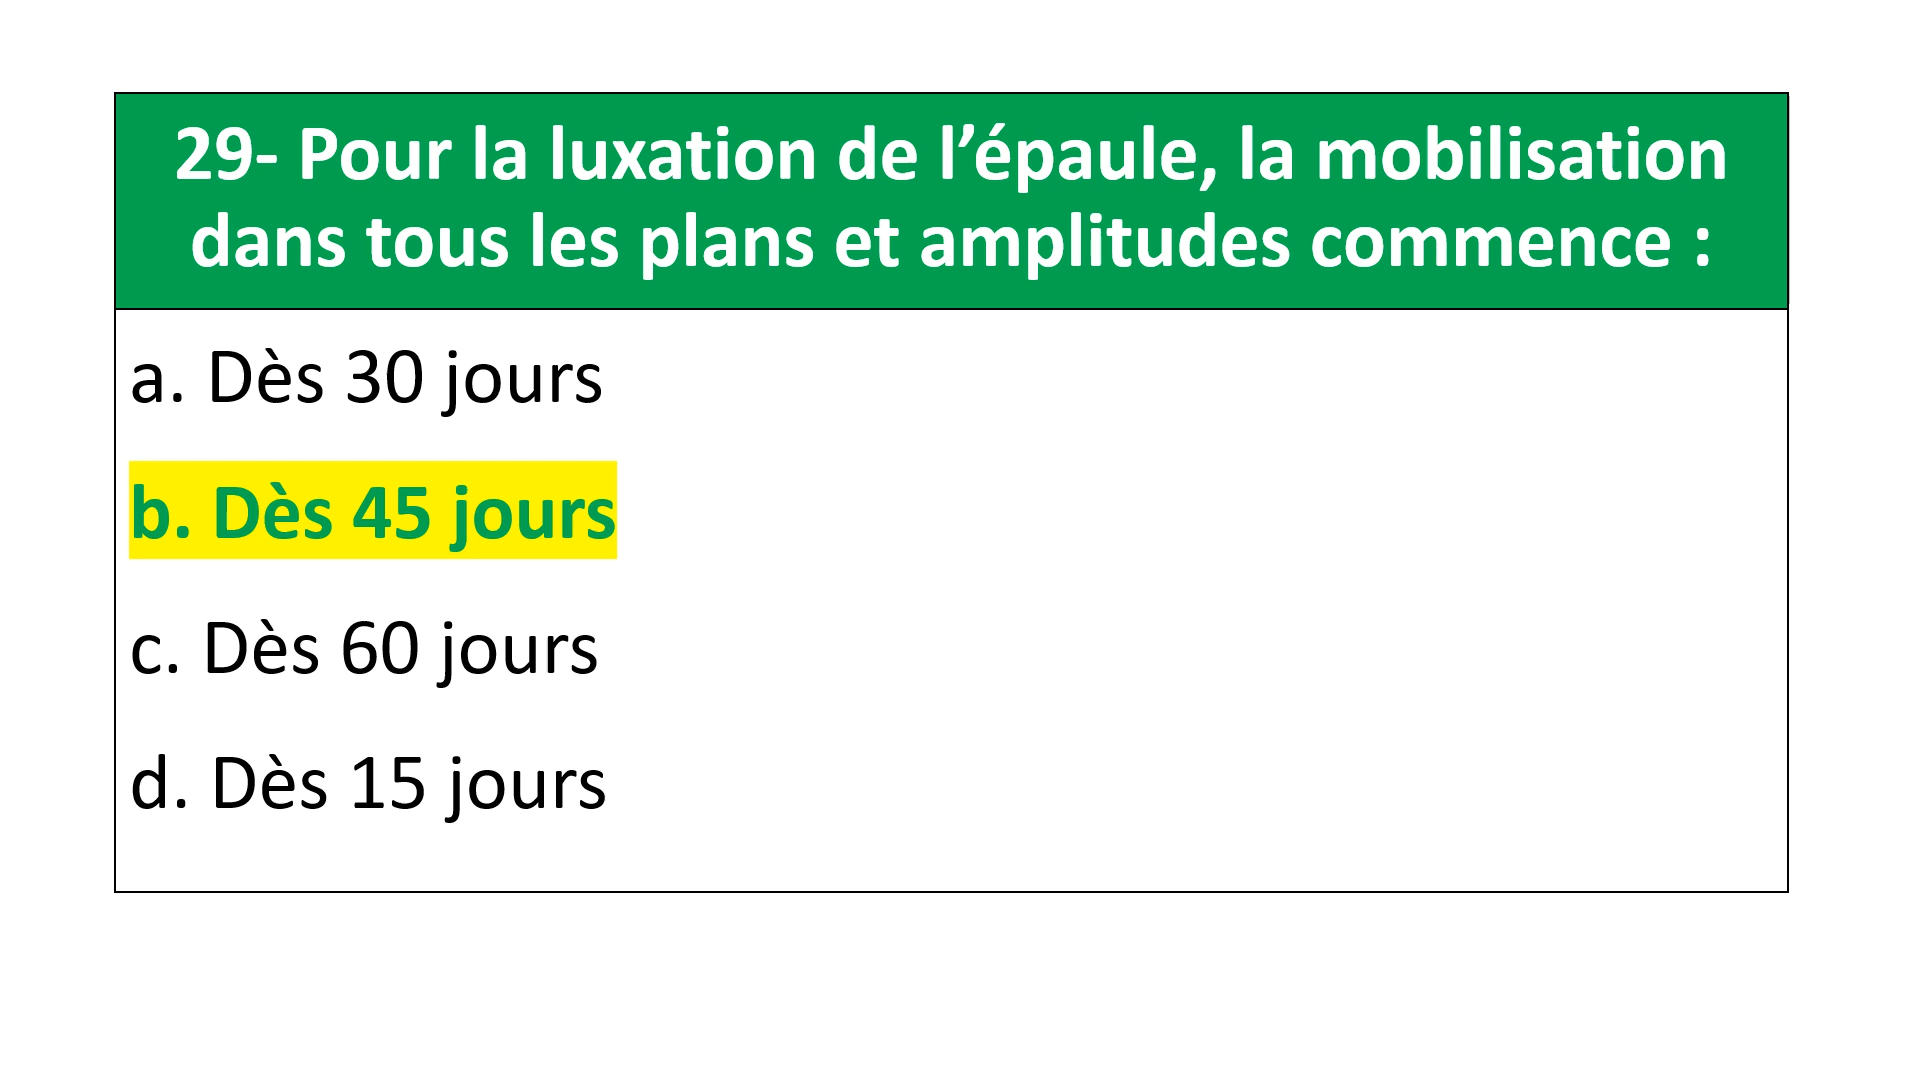 29- Pour la luxation de l’épaule, la mobilisation
dans tous les plans et amplitudes commence :
a. Dès 30 jours
b. Dès 45 jours
c. Dès 60 jours
d. Dès 15 jours